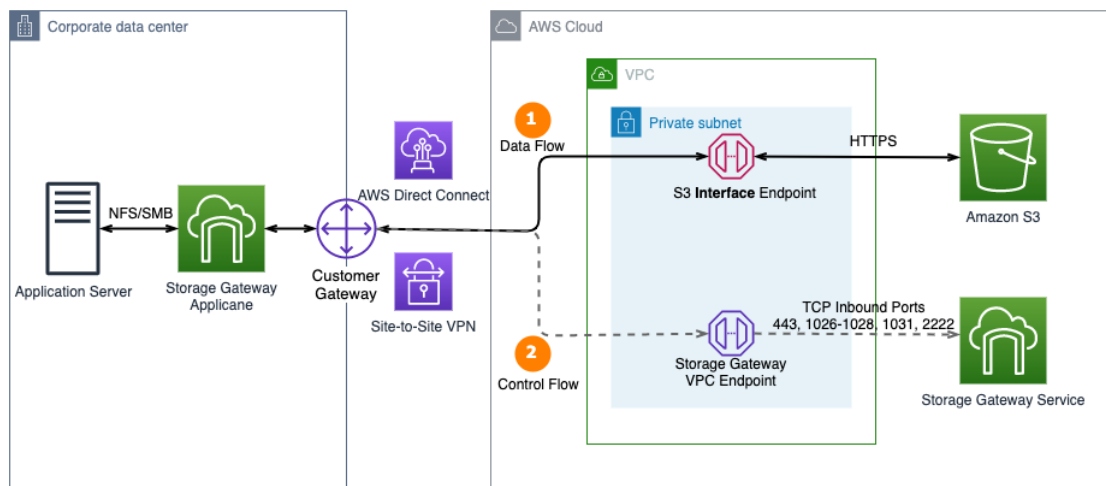 Corporate data center
AWS Cloud
VPC
Private subnet
1
Data Flow
HTTPS
AWS Direct Connect
S3 Interface Endpoint
Amazon S3
NFS/SMB
Application Server
Storage Gateway
Applicane
Customer
Gateway
Site-to-Site VPN
TCP Inbound Ports
443, 1026-1028, 1031, 2222
2
Control Flow
Storage Gateway
VPC Endpoint
Storage Gateway Service